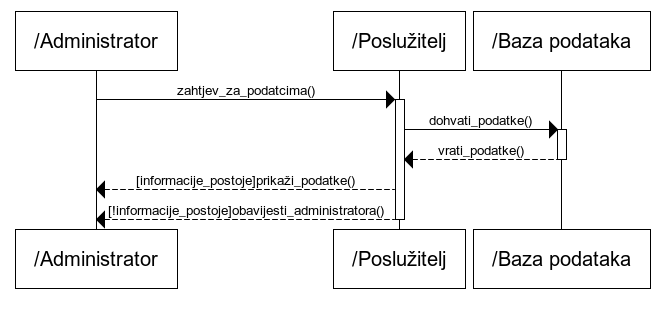 /Administrator
/Poslužitelj
/Baza podataka
zahtjev_za_podatcima()
dohvati_podatke()
vrati_podatke()
[informacije_postoje]prikaži_podatke()
[!informacije_postoje]obavijesti_administratora()
/Administrator
/Poslužitelj
/Baza podataka